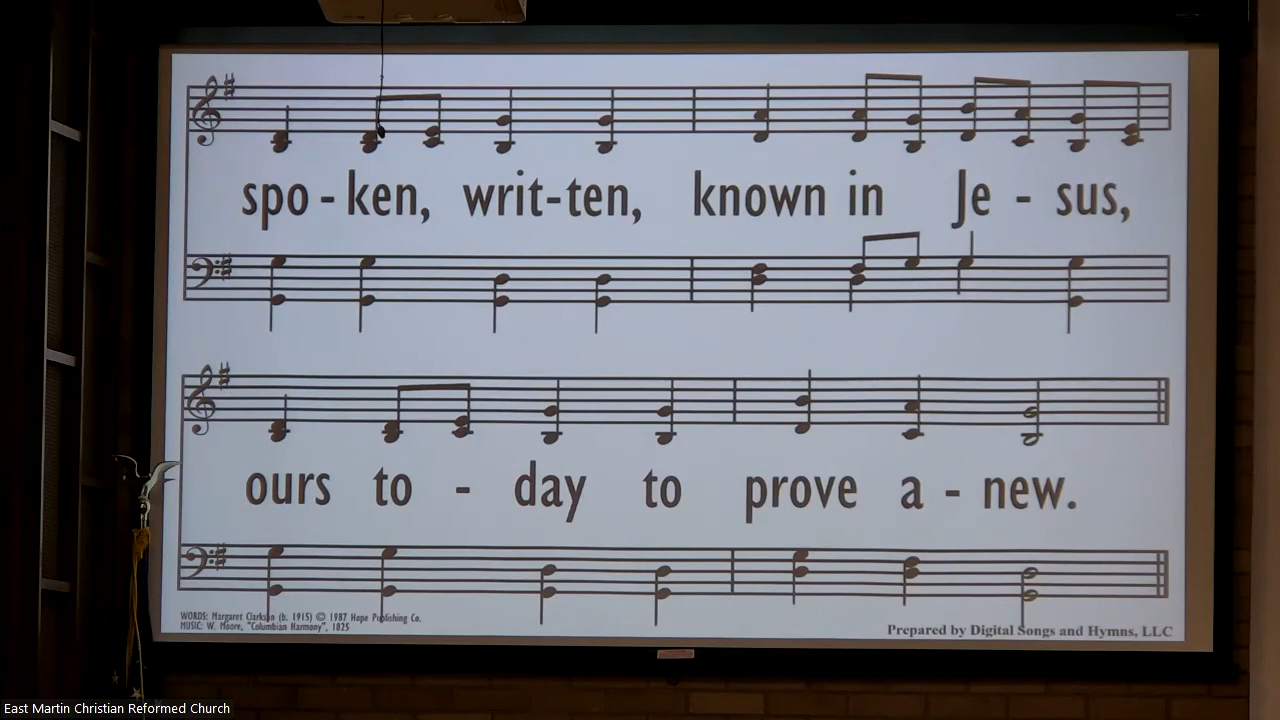 spo - ken, writ-ten, known in Je - sus,
ours to - day to prove a - new.
WORDS: Margaret Clarkson (b. 1915) © 1987 Hope Publishing Co.
MUSIC: W. Moore, "Columbian Harmony", 1825
Prepared by Digital Songs and Hymns, LLC
East Martin Christian Reformed Church